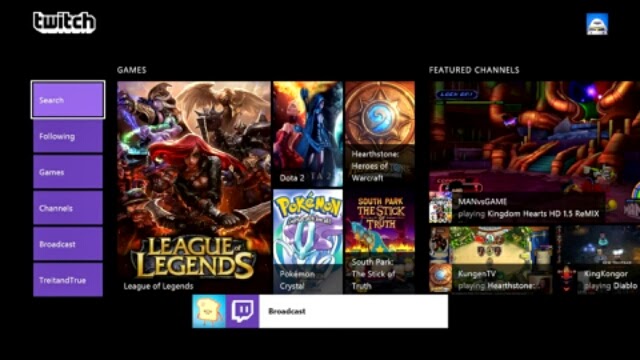 twitch
GAMES
FEATURED CHANNELS
Search
Following
Games
Channels
Broadcast
TreitandTrue
LEAGUE of
LEGENDS
League of Legends
Dota 2
Hearthstone:
Heroes of
Warcraft
POKéMON
Pokémon
Crystal
SOUTH PARK
THE STICK
OF TRUTH
South Park:
The Stick of
Truth
LOCK ON!
MANvsGAME
playing Kingdom Hearts HD 1.5 ReMIX
KungenTV
playing Hearthstone:
KingKongor
playing Diablo
Broadcast